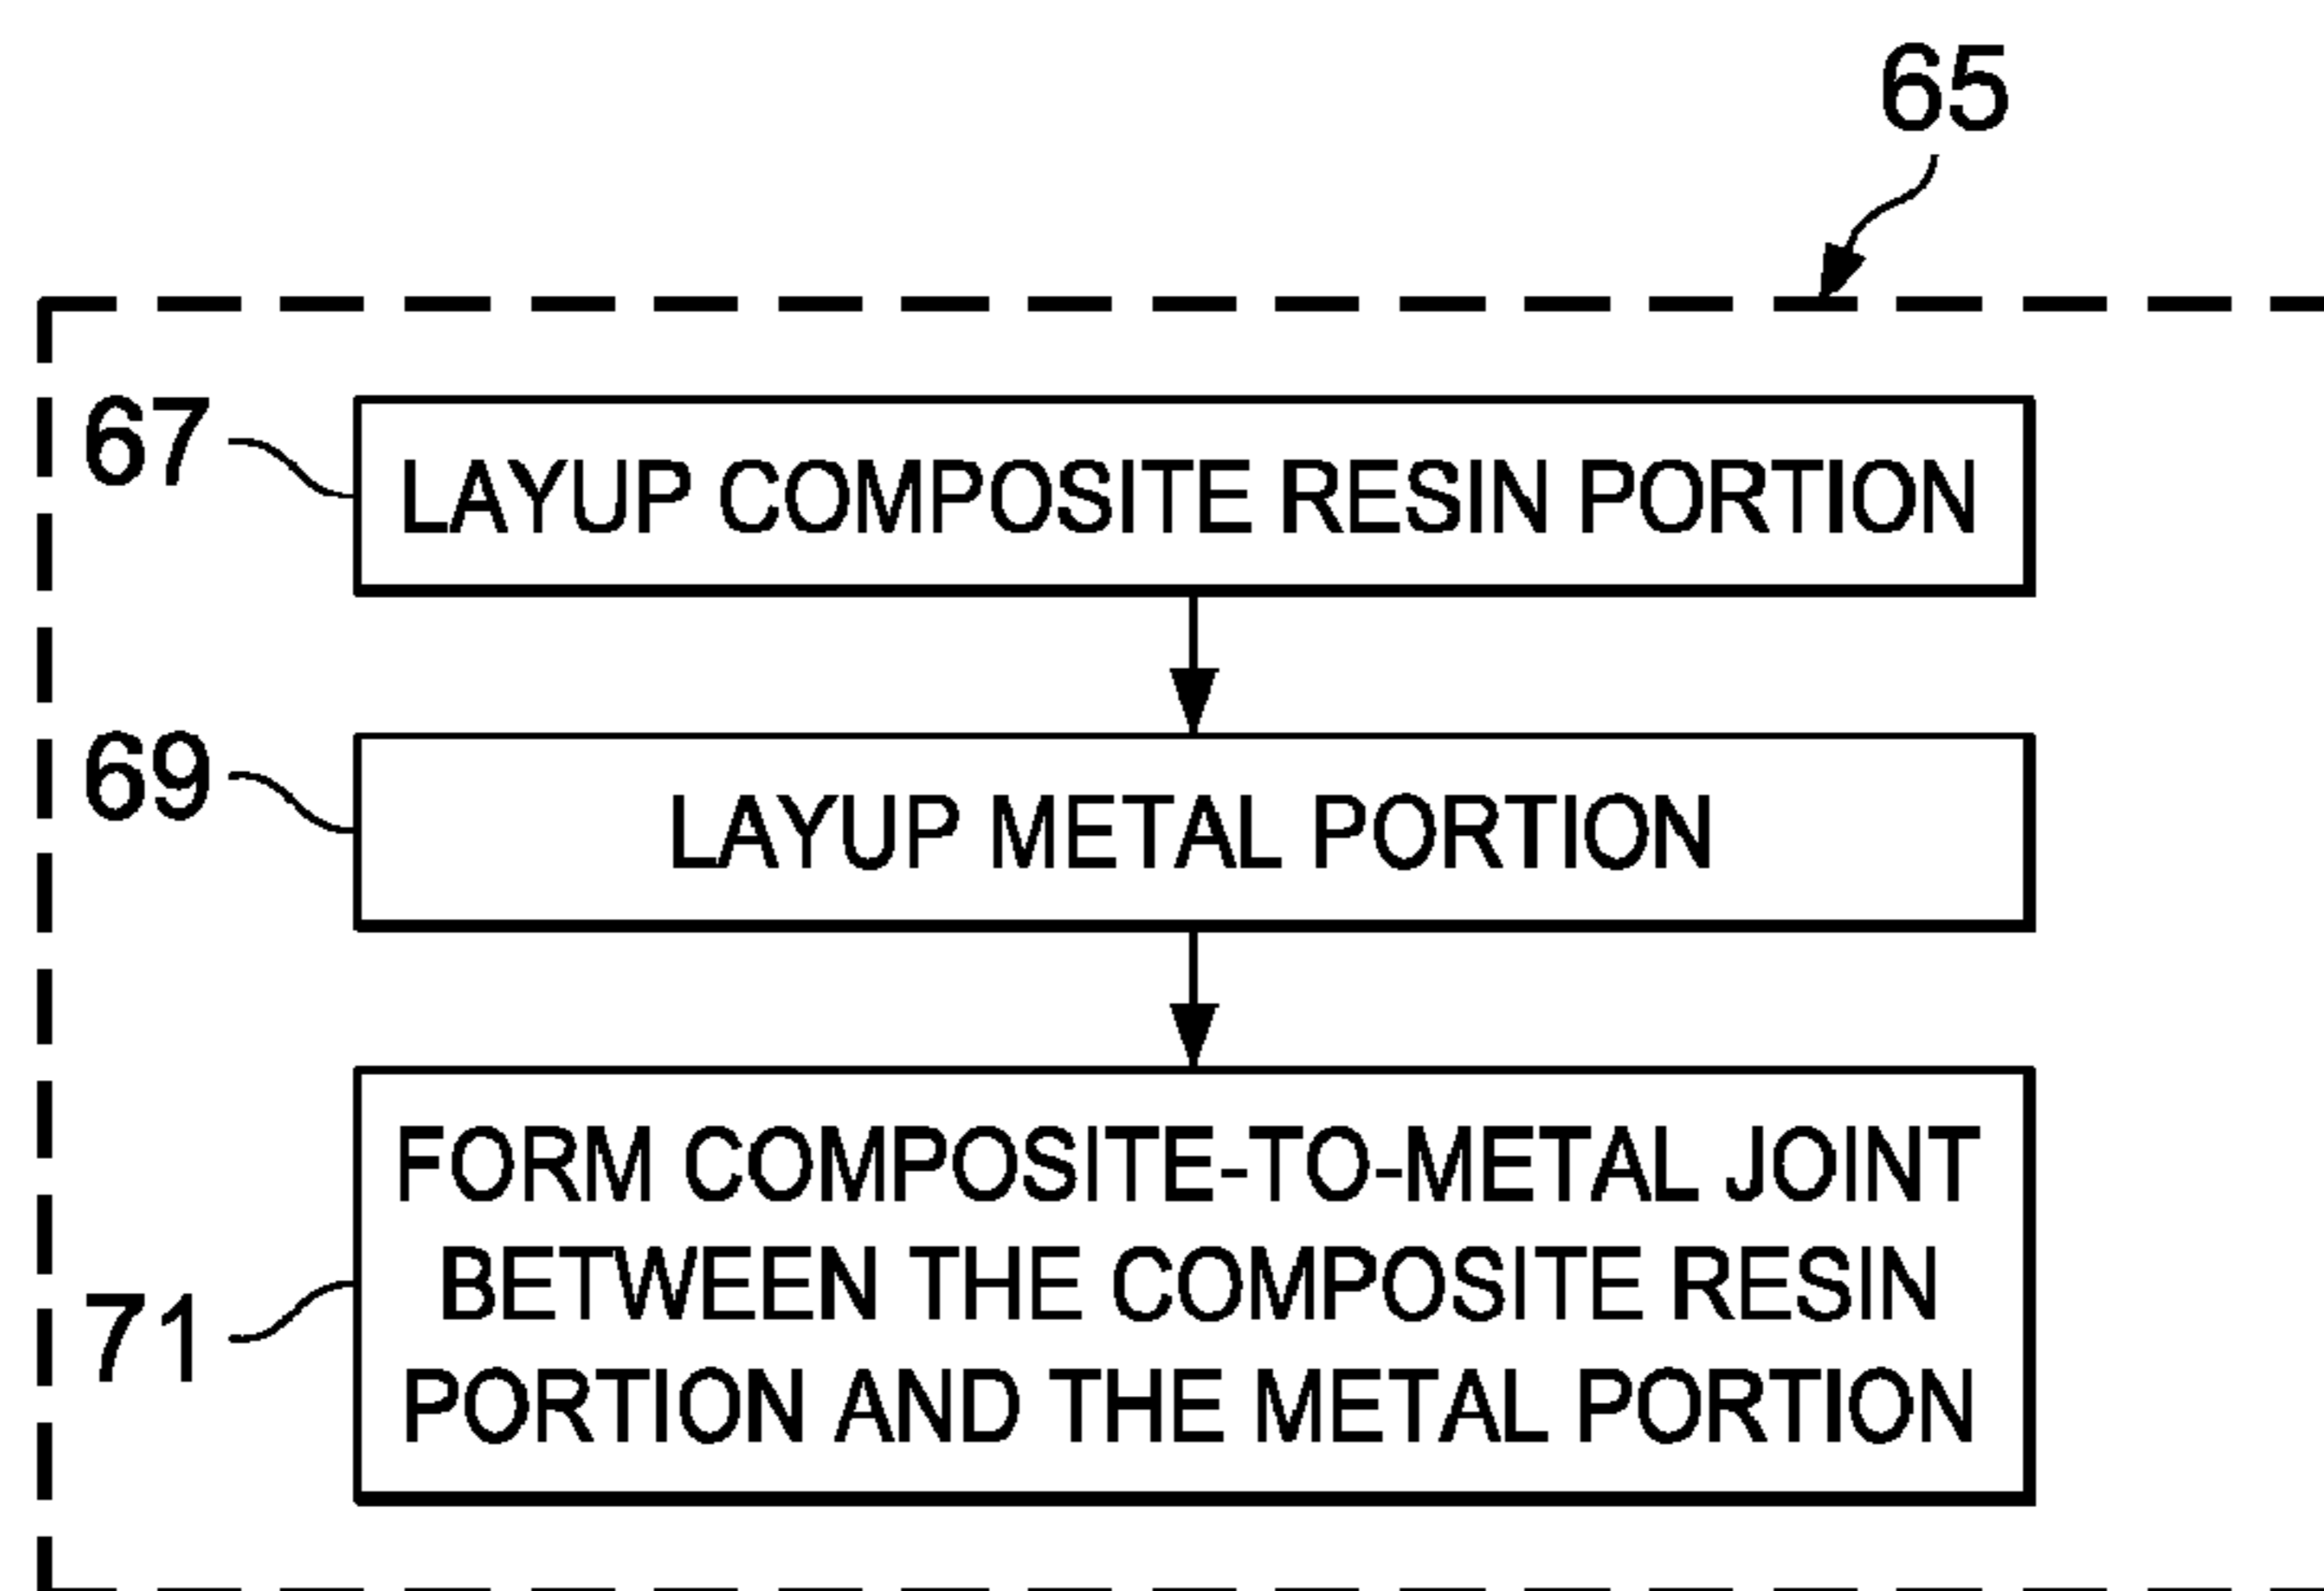 65
67
LAYUP COMPOSITE RESIN PORTION
69
LAYUP METAL PORTION
71
FORM COMPOSITE-TO-METAL JOINT
BETWEEN THE COMPOSITE RESIN
PORTION AND THE METAL PORTION